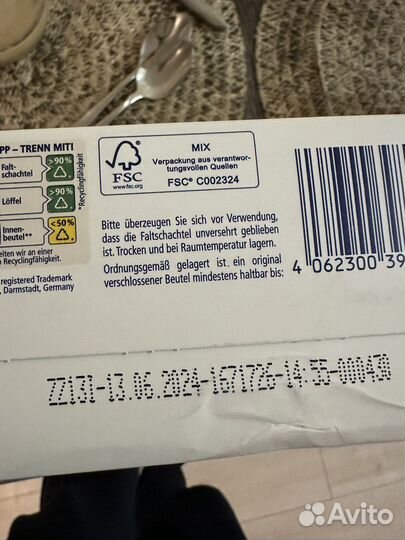 PP – TRENN MIT!
Falt-
schachtel
>90%
Löffel
>90%
Innen-
beutel**
<50%
*Recyclingfähigkeit
eiten wir an einer
n Recyclingfähigkeit.
registered Trademark
, Darmstadt, Germany
FSC
www.fsc.org
MIX
Verpackung aus verantwor-
tungsvollen Quellen
FSC® C002324
Bitte überzeugen Sie sich vor Verwendung,
dass die Faltschachtel unversehrt geblieben
ist. Trocken und bei Raumtemperatur lagern.
Ordnungsgemäß gelagert ist ein original
verschlossener Beutel mindestens haltbar bis:
4 062300 39
22131-13.06.2024-1671726-14:55-000430
Avito